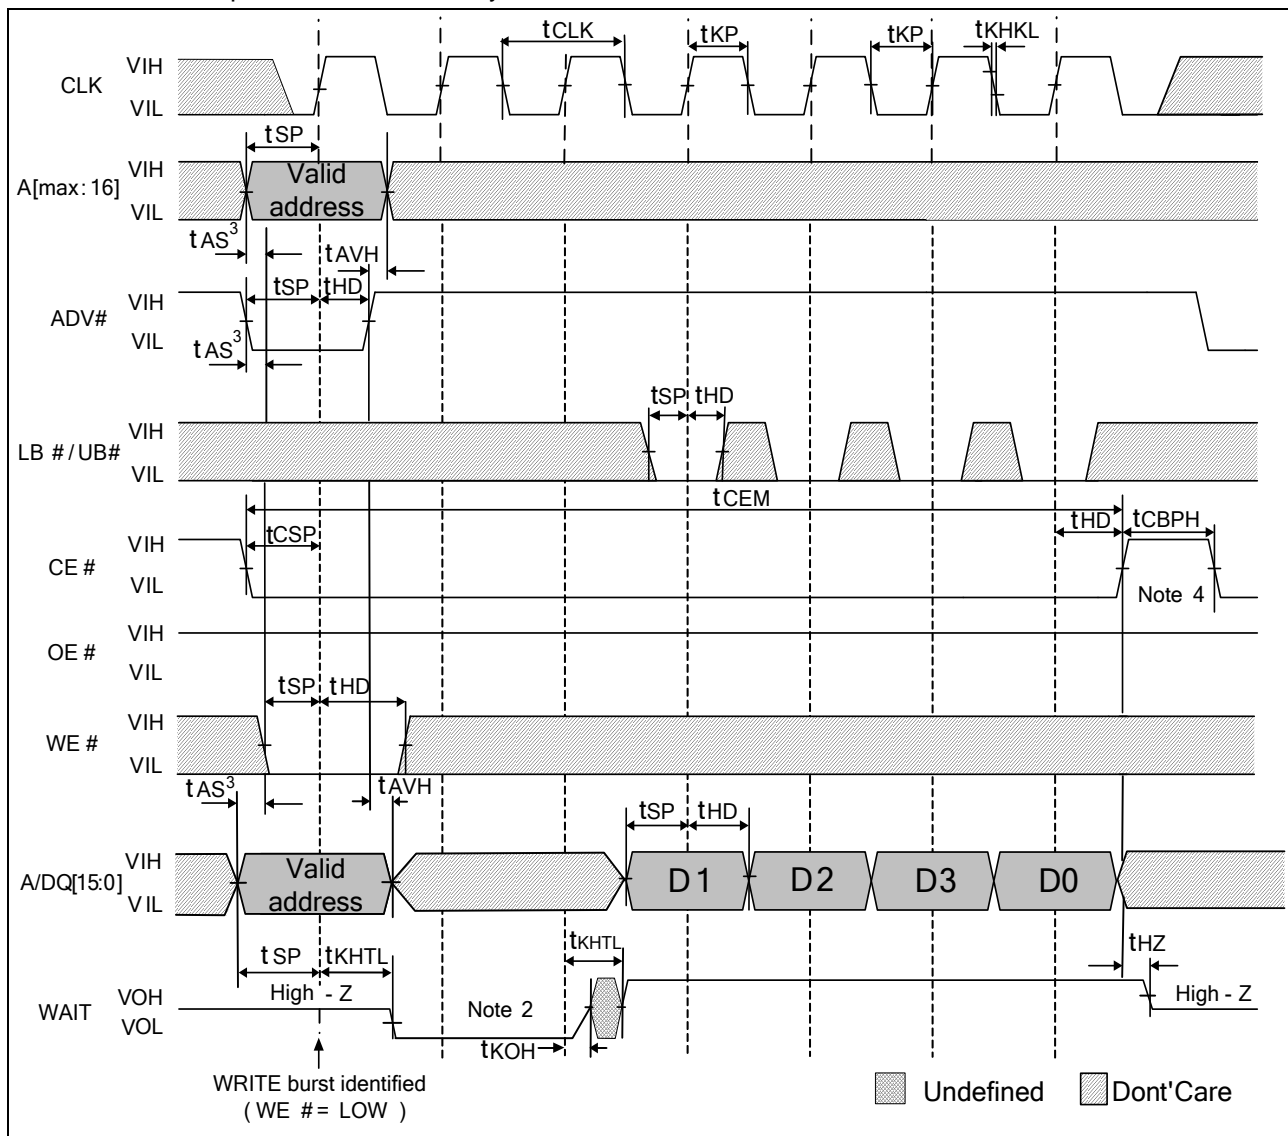 CLK VIH VIL tCLK tKP tKP tKHKL
tSP
A[max:16] VIH VIL Valid address
tAS3 tAVH
tSP tHD
ADV# VIH VIL
tAS3
tSP tHD
LB #/UB# VIH VIL
tCEM
tCSP tHD tCBPH
CE # VIH VIL Note 4
OE # VIH VIL
tSP tHD
WE # VIH VIL
tAS3 tAVH
tSP tHD
A/DQ[15:0] VIH VIL Valid address D1 D2 D3 D0
tSP tKHTL tKHTL tHZ
WAIT VOH VOL High - Z Note 2 High - Z
tKOH
WRITE burst identified
( WE # = LOW )
Undefined Dont'Care